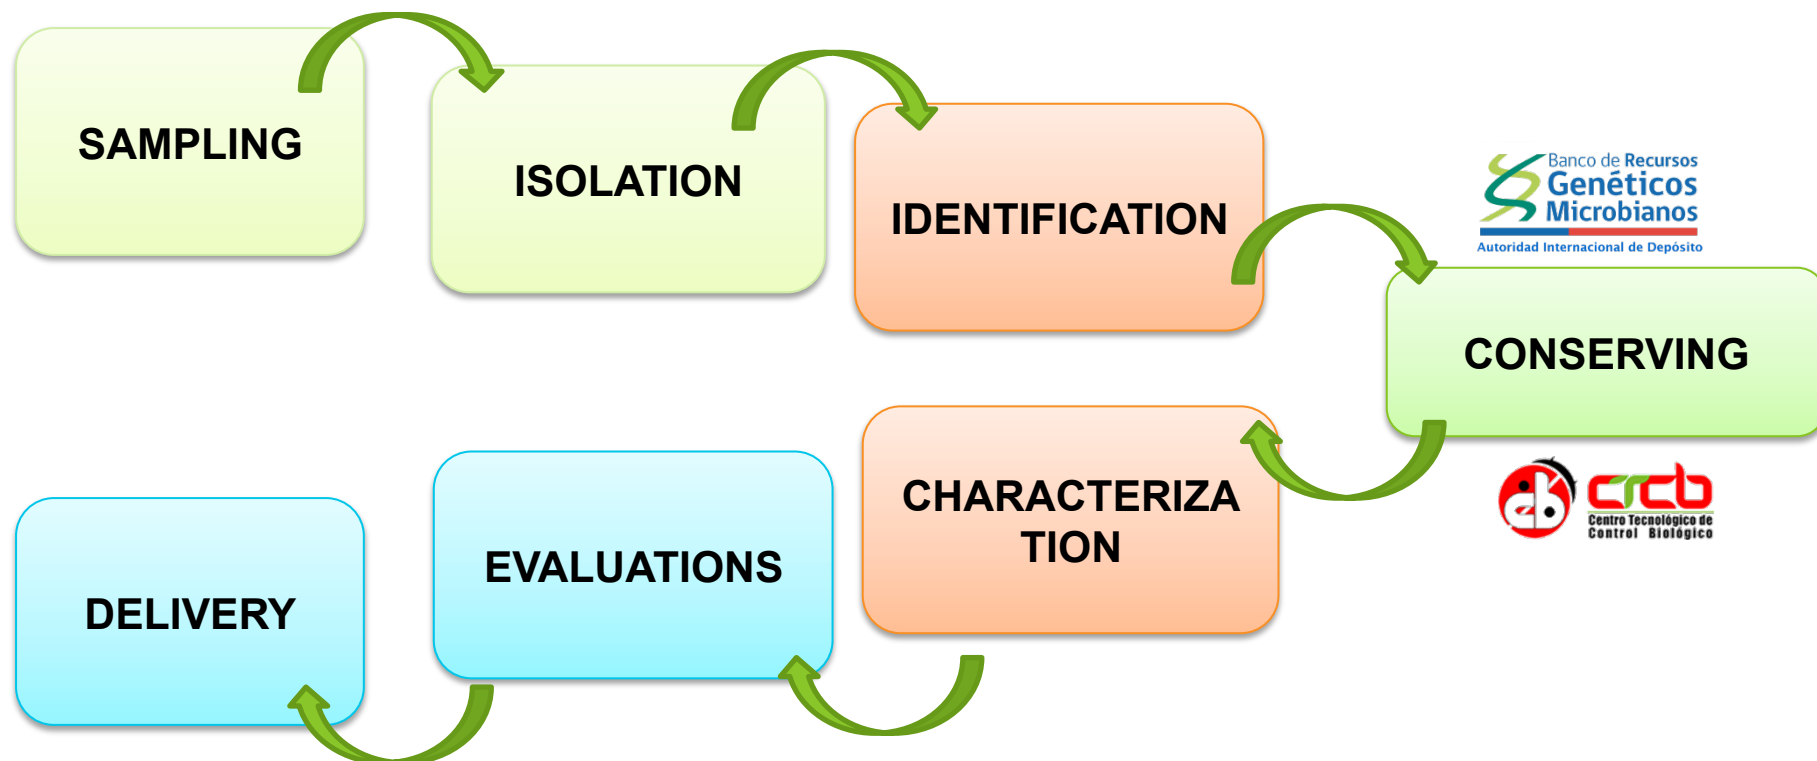 SAMPLING
ISOLATION
IDENTIFICATION
Banco de Recursos
Genéticos
Microbianos
Autoridad Internacional de Depósito
CONSERVING
CTCB
Centro Tecnológico de
Control Biológico
CHARACTERIZA
TION
EVALUATIONS
DELIVERY